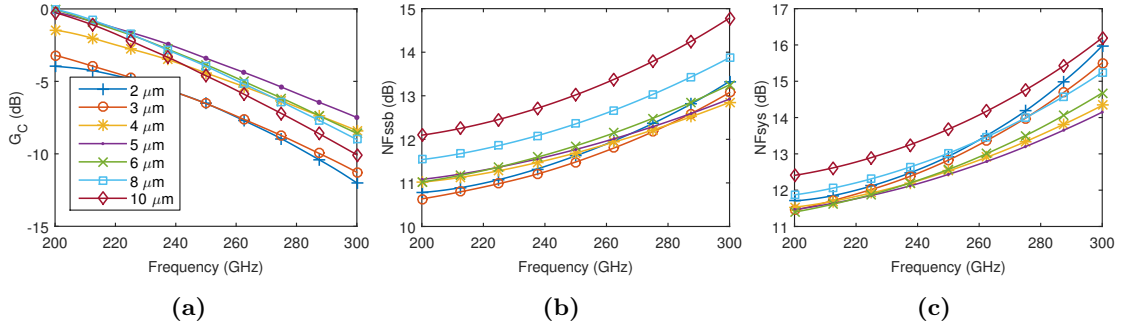 0
-5
-10
-15
G_C (dB)
2 μm
3 μm
4 μm
5 μm
6 μm
8 μm
10 μm
200 220 240 260 280 300
Frequency (GHz)
(a)
15
14
13
12
11
10
NFssb (dB)
200 220 240 260 280 300
Frequency (GHz)
(b)
17
16
15
14
13
12
11
NFsys (dB)
200 220 240 260 280 300
Frequency (GHz)
(c)